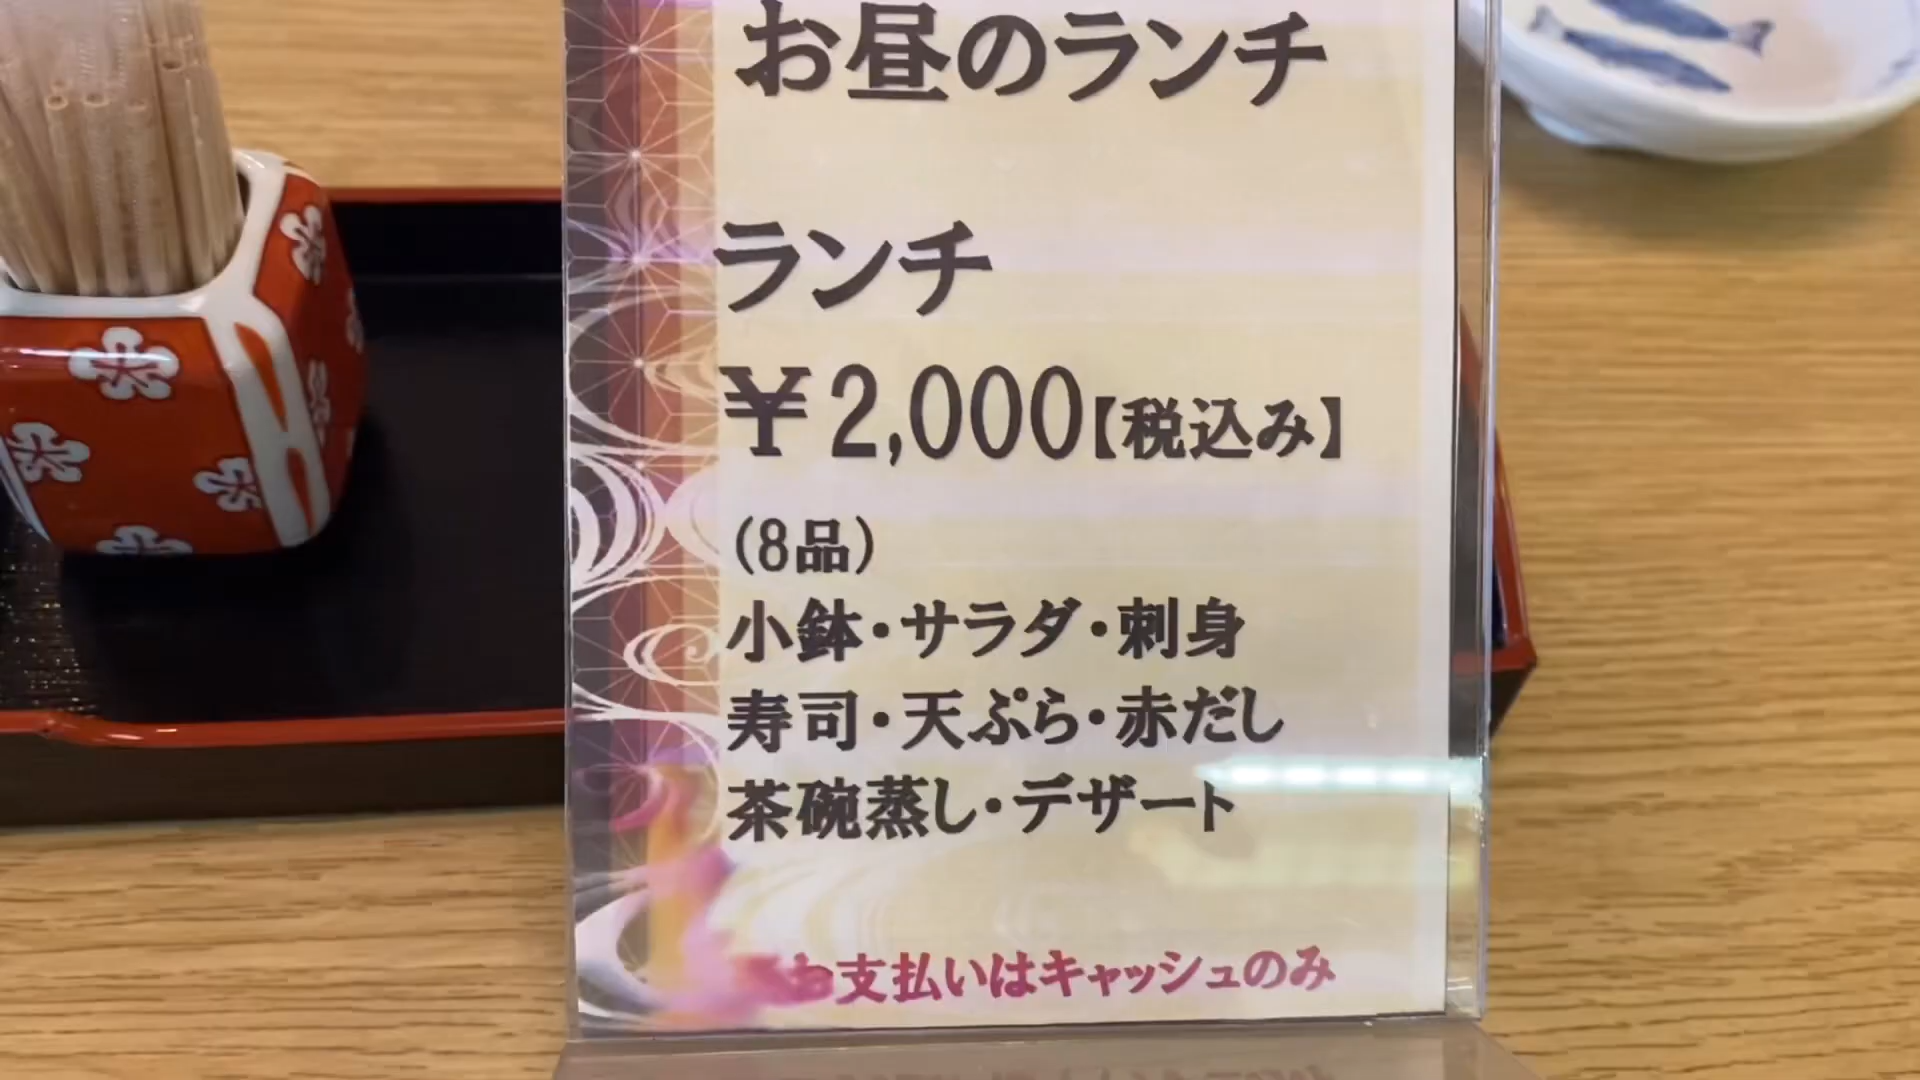 お昼のランチ
ランチ
￥2,000【税込み】
(8品)
小鉢・サラダ・刺身
寿司・天ぷら・赤だし
茶碗蒸し・デザート
お支払いはキャッシュのみ